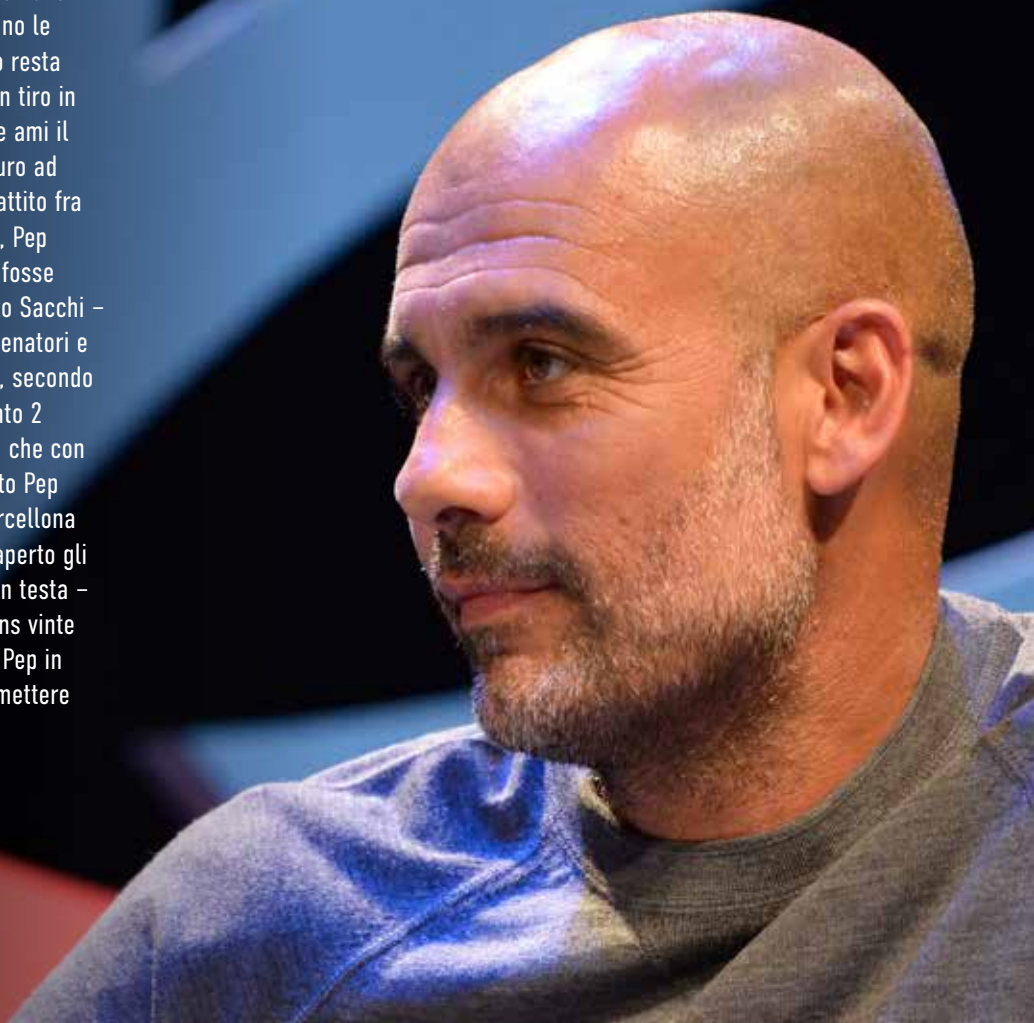 no le
resta
n tiro in
e ami il
uro ad
attito fra
, Pep
fosse
o Sacchi –
enatori e
, secondo
nto 2
che con
to Pep
rcellona
aperto gli
n testa –
ns vinte
Pep in
mettere